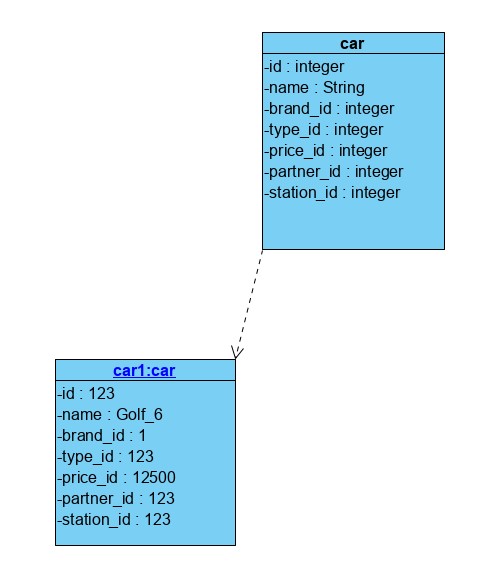 car
-id : integer
-name : String
-brand_id : integer
-type_id : integer
-price_id : integer
-partner_id : integer
-station_id : integer
car1:car
-id : 123
-name : Golf_6
-brand_id : 1
-type_id : 123
-price_id : 12500
-partner_id : 123
-station_id : 123